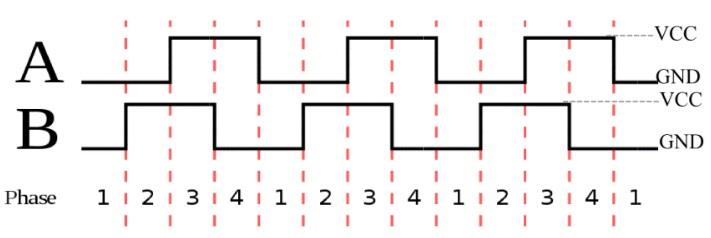 VCC
A
GND
VCC
B
GND
Phase 1 2 3 4 1 2 3 4 1 2 3 4 1